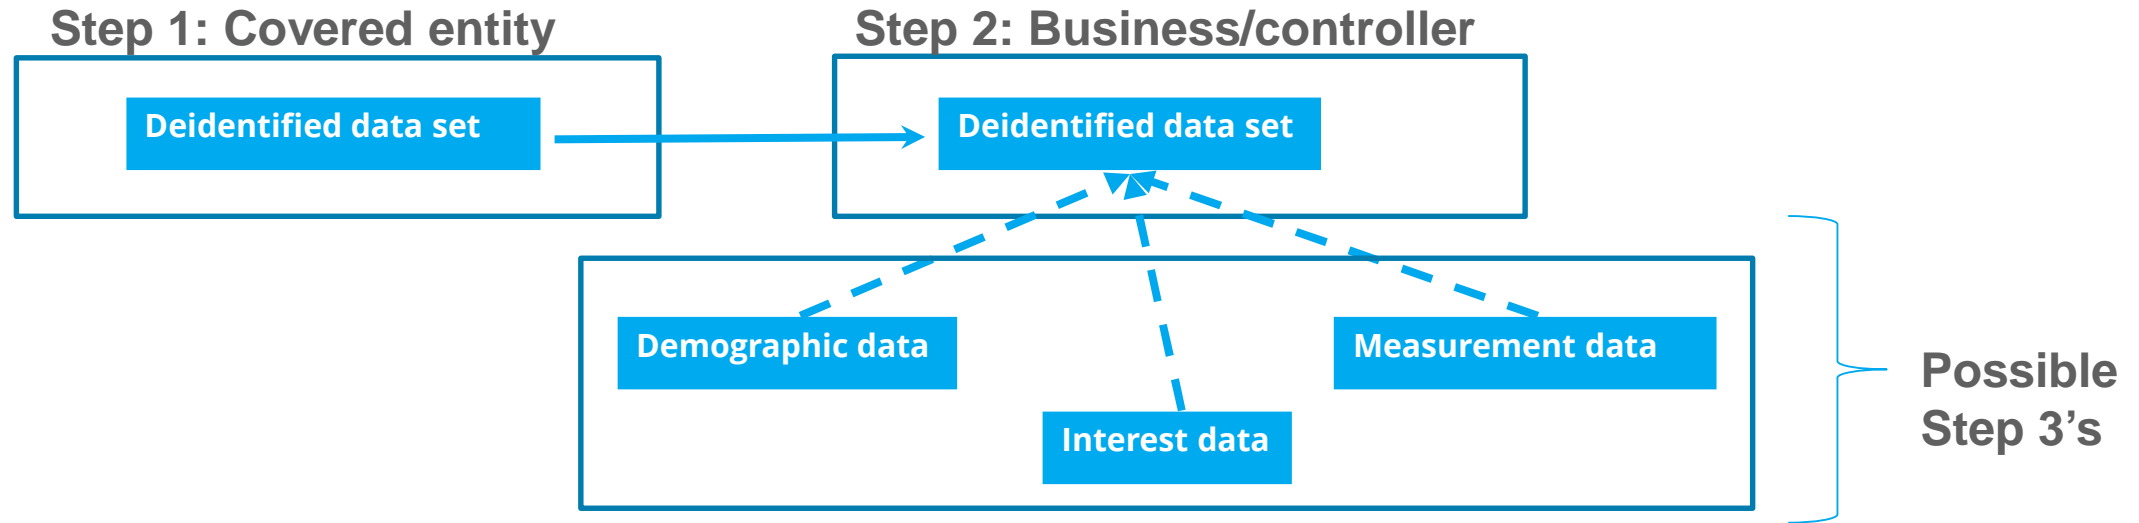 Step 1: Covered entity
Step 2: Business/controller
Deidentified data set
Deidentified data set
Demographic data
Measurement data
Interest data
Possible
Step 3’s